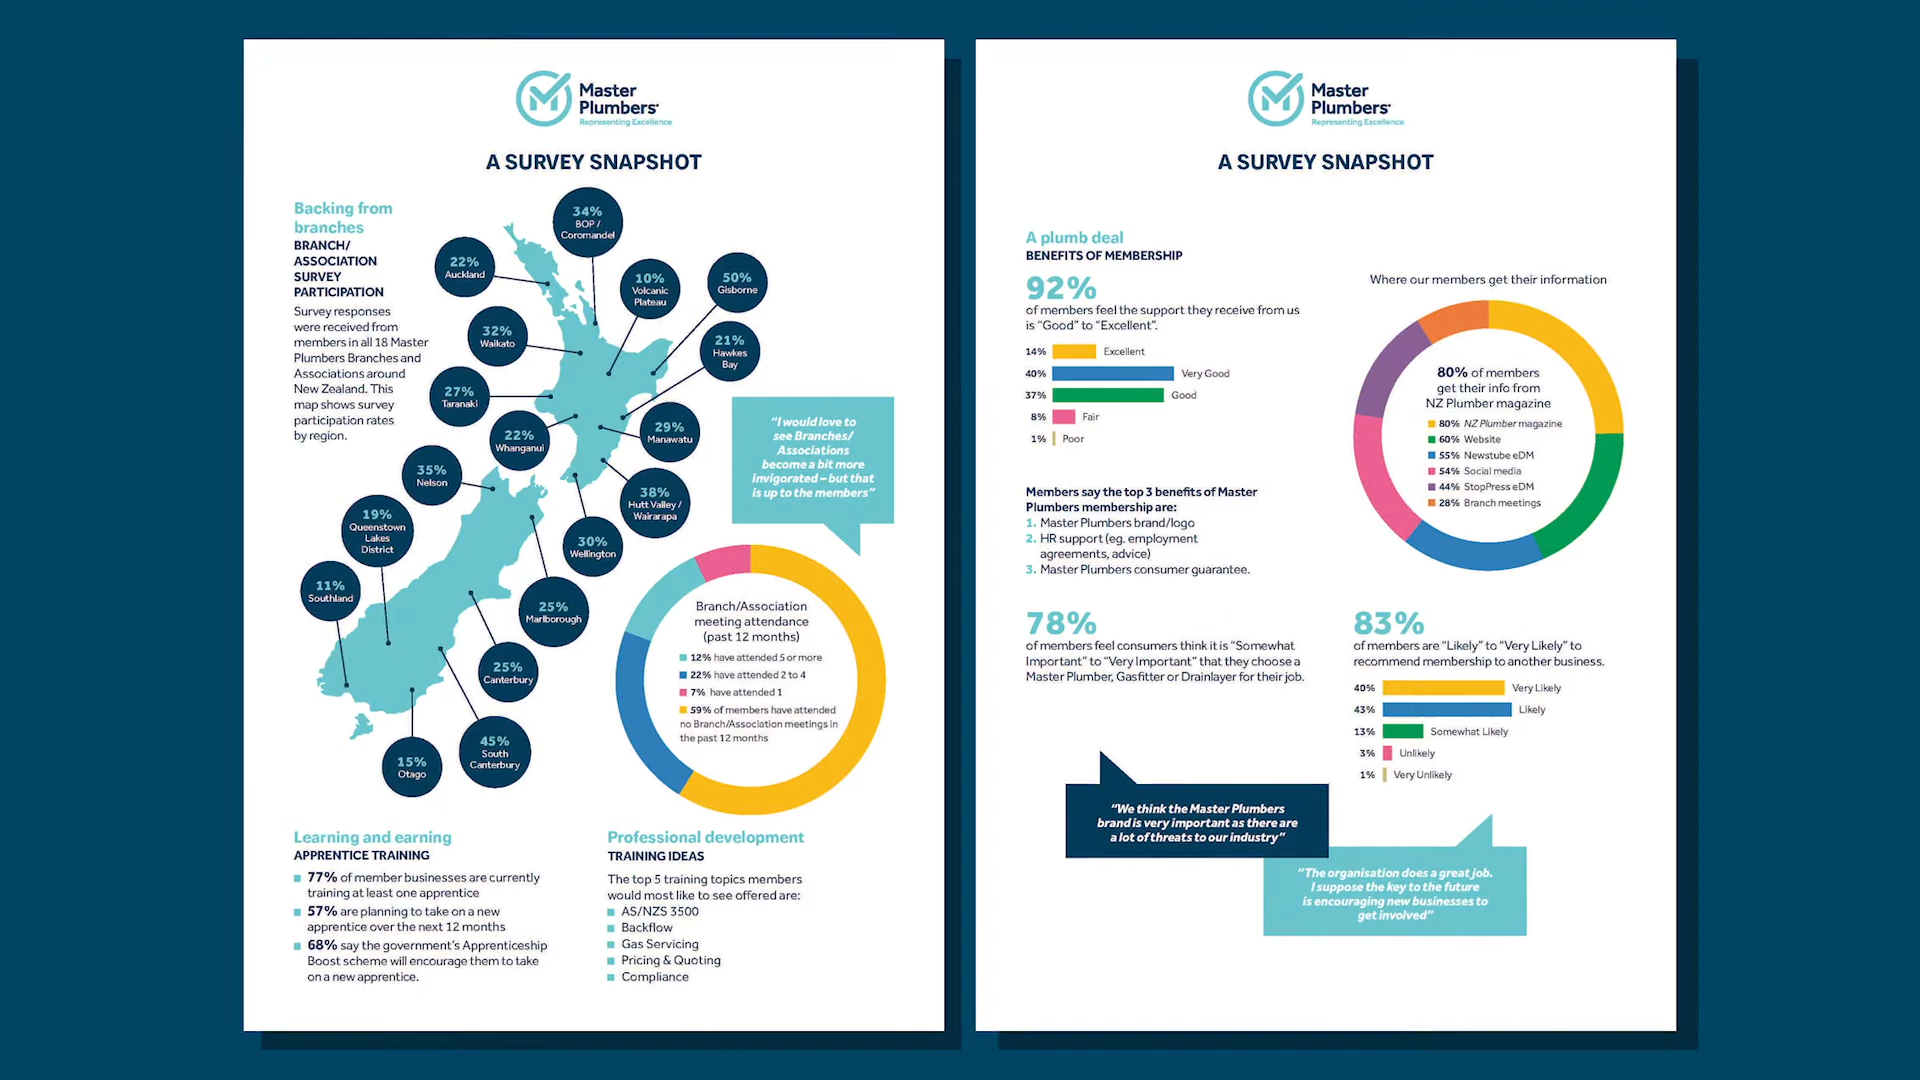 Master
Plumbers
Representing Excellence
A SURVEY SNAPSHOT
Backing from
branches
BRANCH/
ASSOCIATION
SURVEY
PARTICIPATION
Survey responses
were received from
members in all 18 Master
Plumbers Branches and
Associations around
New Zealand. This
map shows survey
participation rates
by region.
34%
BOP /
Coromandel
22%
Auckland
10%
Volcanic
Plateau
50%
Gisborne
32%
Waikato
21%
Hawkes
Bay
27%
Taranaki
22%
Whanganui
29%
Manawatu
35%
Nelson
38%
Hutt Valley /
Wairarapa
19%
Queenstown
Lakes
District
30%
Wellington
11%
Southland
25%
Marlborough
25%
Canterbury
45%
South
Canterbury
15%
Otago
"I would love to
see Branches/
Associations
become a bit more
invigorated – but that
is up to the members"
Branch/Association
meeting attendance
(past 12 months)
12% have attended 5 or more
22% have attended 2 to 4
7% have attended 1
59% of members have attended
no Branch/Association meetings in
the past 12 months
Learning and earning
APPRENTICE TRAINING
77% of member businesses are currently
training at least one apprentice
57% are planning to take on a new
apprentice over the next 12 months
68% say the government's Apprenticeship
Boost scheme will encourage them to take
on a new apprentice.
Professional development
TRAINING IDEAS
The top 5 training topics members
would most like to see offered are:
AS/NZS 3500
Backflow
Gas Servicing
Pricing & Quoting
Compliance
Master
Plumbers
Representing Excellence
A SURVEY SNAPSHOT
A plumb deal
BENEFITS OF MEMBERSHIP
92%
of members feel the support they receive from us
is "Good" to "Excellent".
14% Excellent
40% Very Good
37% Good
8% Fair
1% Poor
Where our members get their information
80% of members
get their info from
NZ Plumber magazine
80% NZ Plumber magazine
60% Website
55% Newstube eDM
54% Social media
44% StopPress eDM
28% Branch meetings
Members say the top 3 benefits of Master
Plumbers membership are:
1. Master Plumbers brand/logo
2. HR support (eg. employment
agreements, advice)
3. Master Plumbers consumer guarantee.
78%
of members feel consumers think it is "Somewhat
Important" to "Very Important" that they choose a
Master Plumber, Gasfitter or Drainlayer for their job.
83%
of members are "Likely" to "Very Likely" to
recommend membership to another business.
40% Very Likely
43% Likely
13% Somewhat Likely
3% Unlikely
1% Very Unlikely
"We think the Master Plumbers
brand is very important as there are
a lot of threats to our industry"
"The organisation does a great job.
I suppose the key to the future
is encouraging new businesses to
get involved"